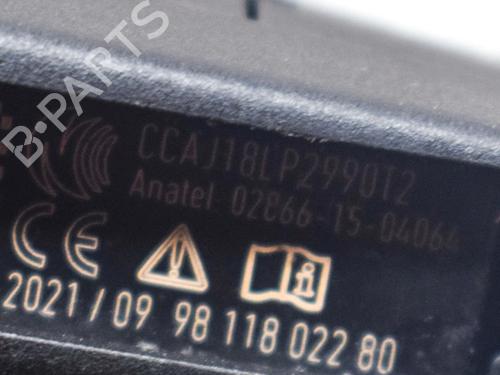 B-PARTS
CCAJ18LP2990T2
Anatel 02866-15-04064
CE
2021/09 98 118 022 80